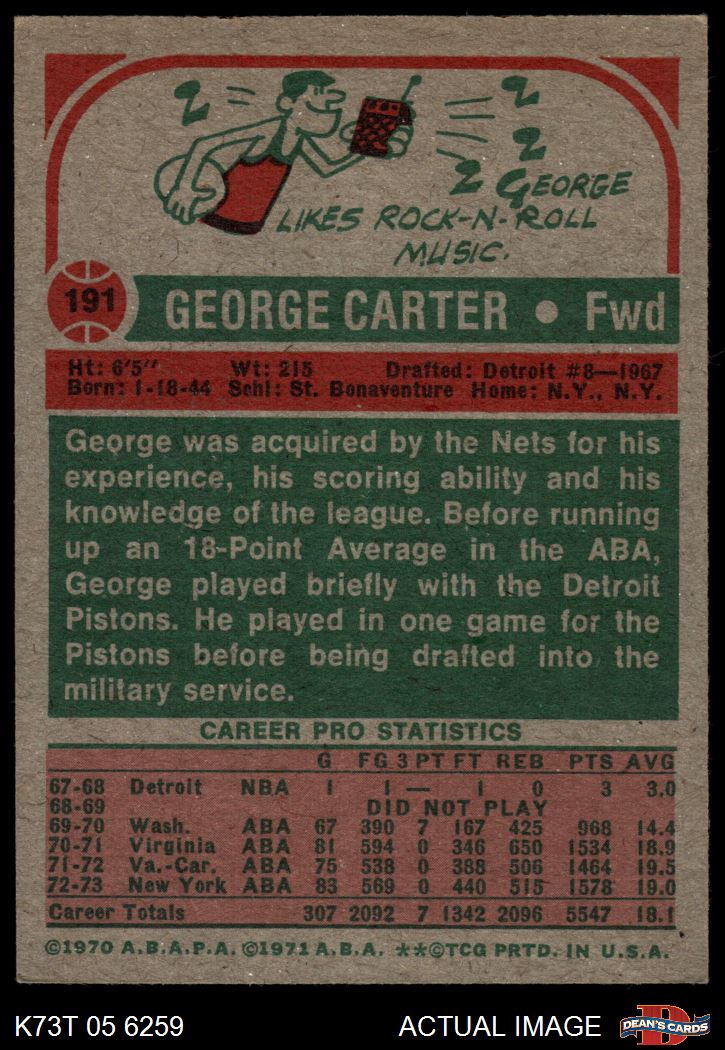 Z Z Z Z GEORGE
LIKES ROCK-N-ROLL
MUSIC.
191 GEORGE CARTER • Fwd
Ht: 6'5" Wt: 215 Drafted: Detroit #8—1967
Born: 1-18-44 Schl: St. Bonaventure Home: N.Y., N.Y.
George was acquired by the Nets for his
experience, his scoring ability and his
knowledge of the league. Before running
up an 18-Point Average in the ABA,
George played briefly with the Detroit
Pistons. He played in one game for the
Pistons before being drafted into the
military service.
CAREER PRO STATISTICS
G FG 3 PT FT REB PTS AVG
67-68 Detroit NBA 1 1 — 1 0 3 3.0
68-69 DID NOT PLAY
69-70 Wash. ABA 67 390 7 167 425 968 14.4
70-71 Virginia ABA 81 594 0 346 650 1534 18.9
71-72 Va.-Car. ABA 75 538 0 388 506 1464 19.5
72-73 New York ABA 83 569 0 440 515 1578 19.0
Career Totals 307 2092 7 1342 2096 5547 18.1
©1970 A.B.A.P.A. ©1971 A.B.A. **©TCG PRTD. IN U.S.A.
K73T 05 6259 ACTUAL IMAGE D DEAN'S CARDS